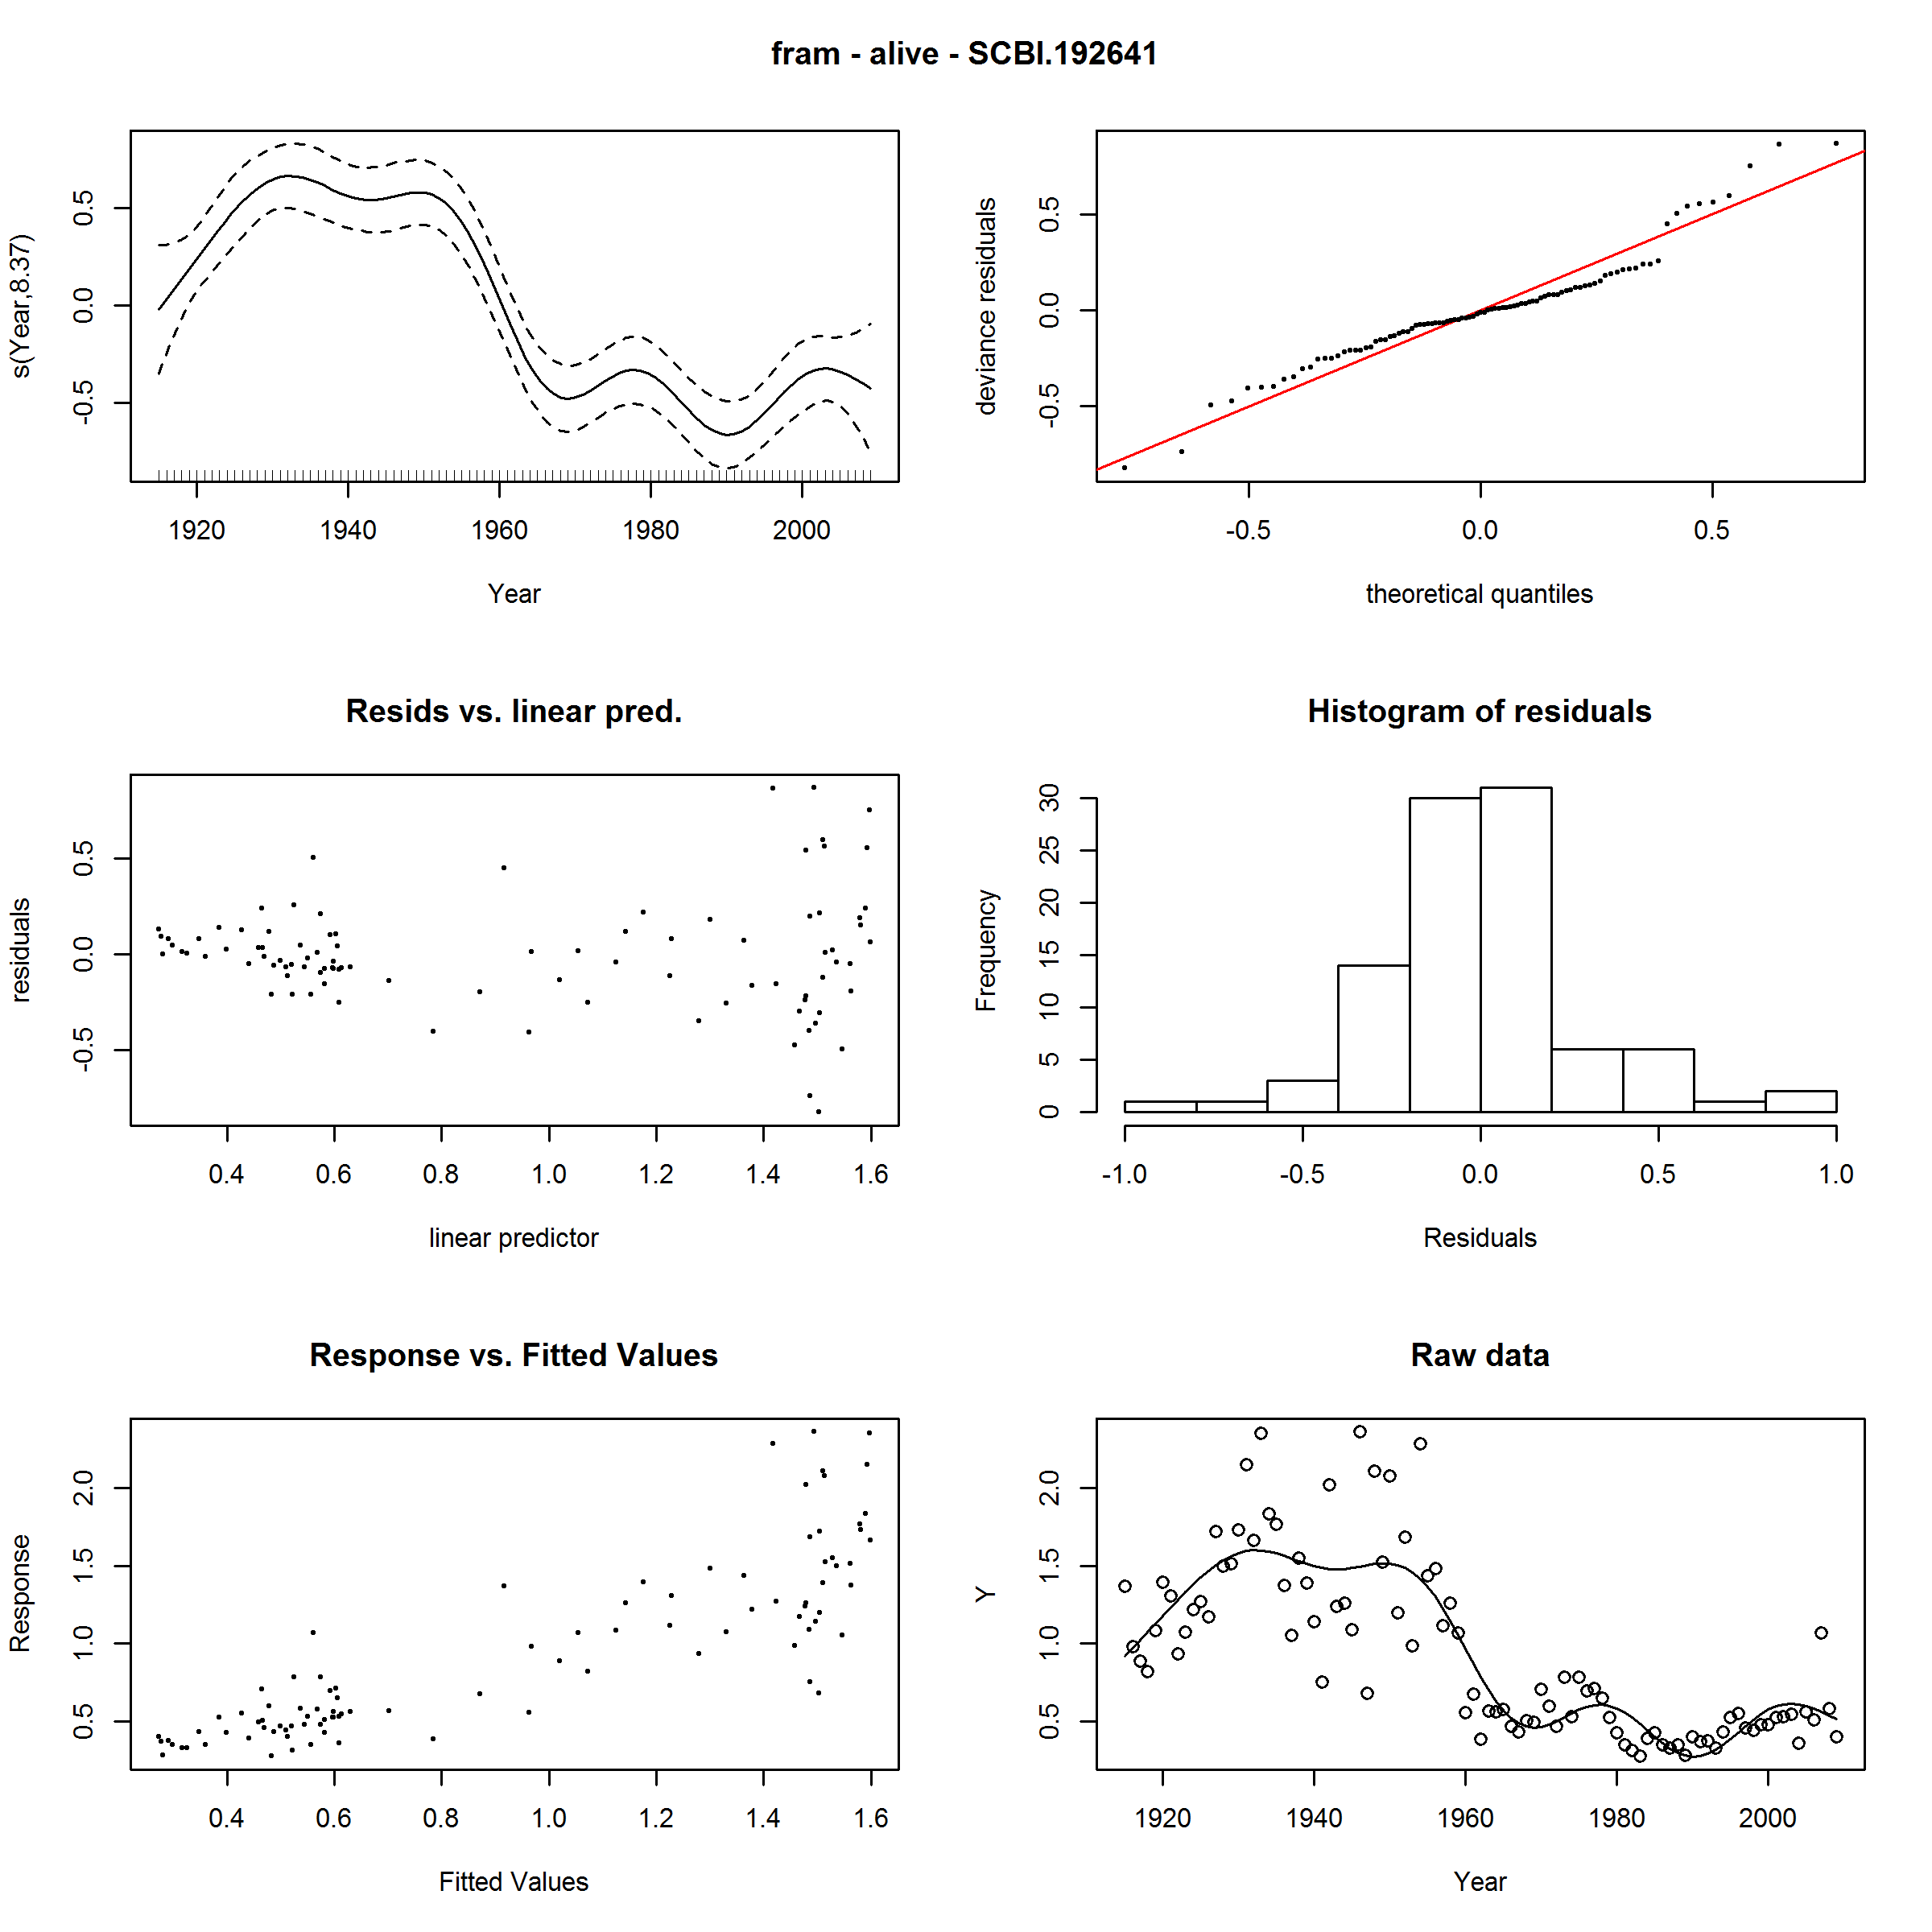 fram - alive - SCBI.192641
s(Year,8.37)
0.5
0.0
-0.5
1920 1940 1960 1980 2000
Year
deviance residuals
0.5
0.0
-0.5
-0.5 0.0 0.5
theoretical quantiles
Resids vs. linear pred.
residuals
0.5
0.0
-0.5
0.4 0.6 0.8 1.0 1.2 1.4 1.6
linear predictor
Histogram of residuals
Frequency
30
25
20
15
10
5
0
-1.0 -0.5 0.0 0.5 1.0
Residuals
Response vs. Fitted Values
Response
2.0
1.5
1.0
0.5
0.4 0.6 0.8 1.0 1.2 1.4 1.6
Fitted Values
Raw data
Y
2.0
1.5
1.0
0.5
1920 1940 1960 1980 2000
Year